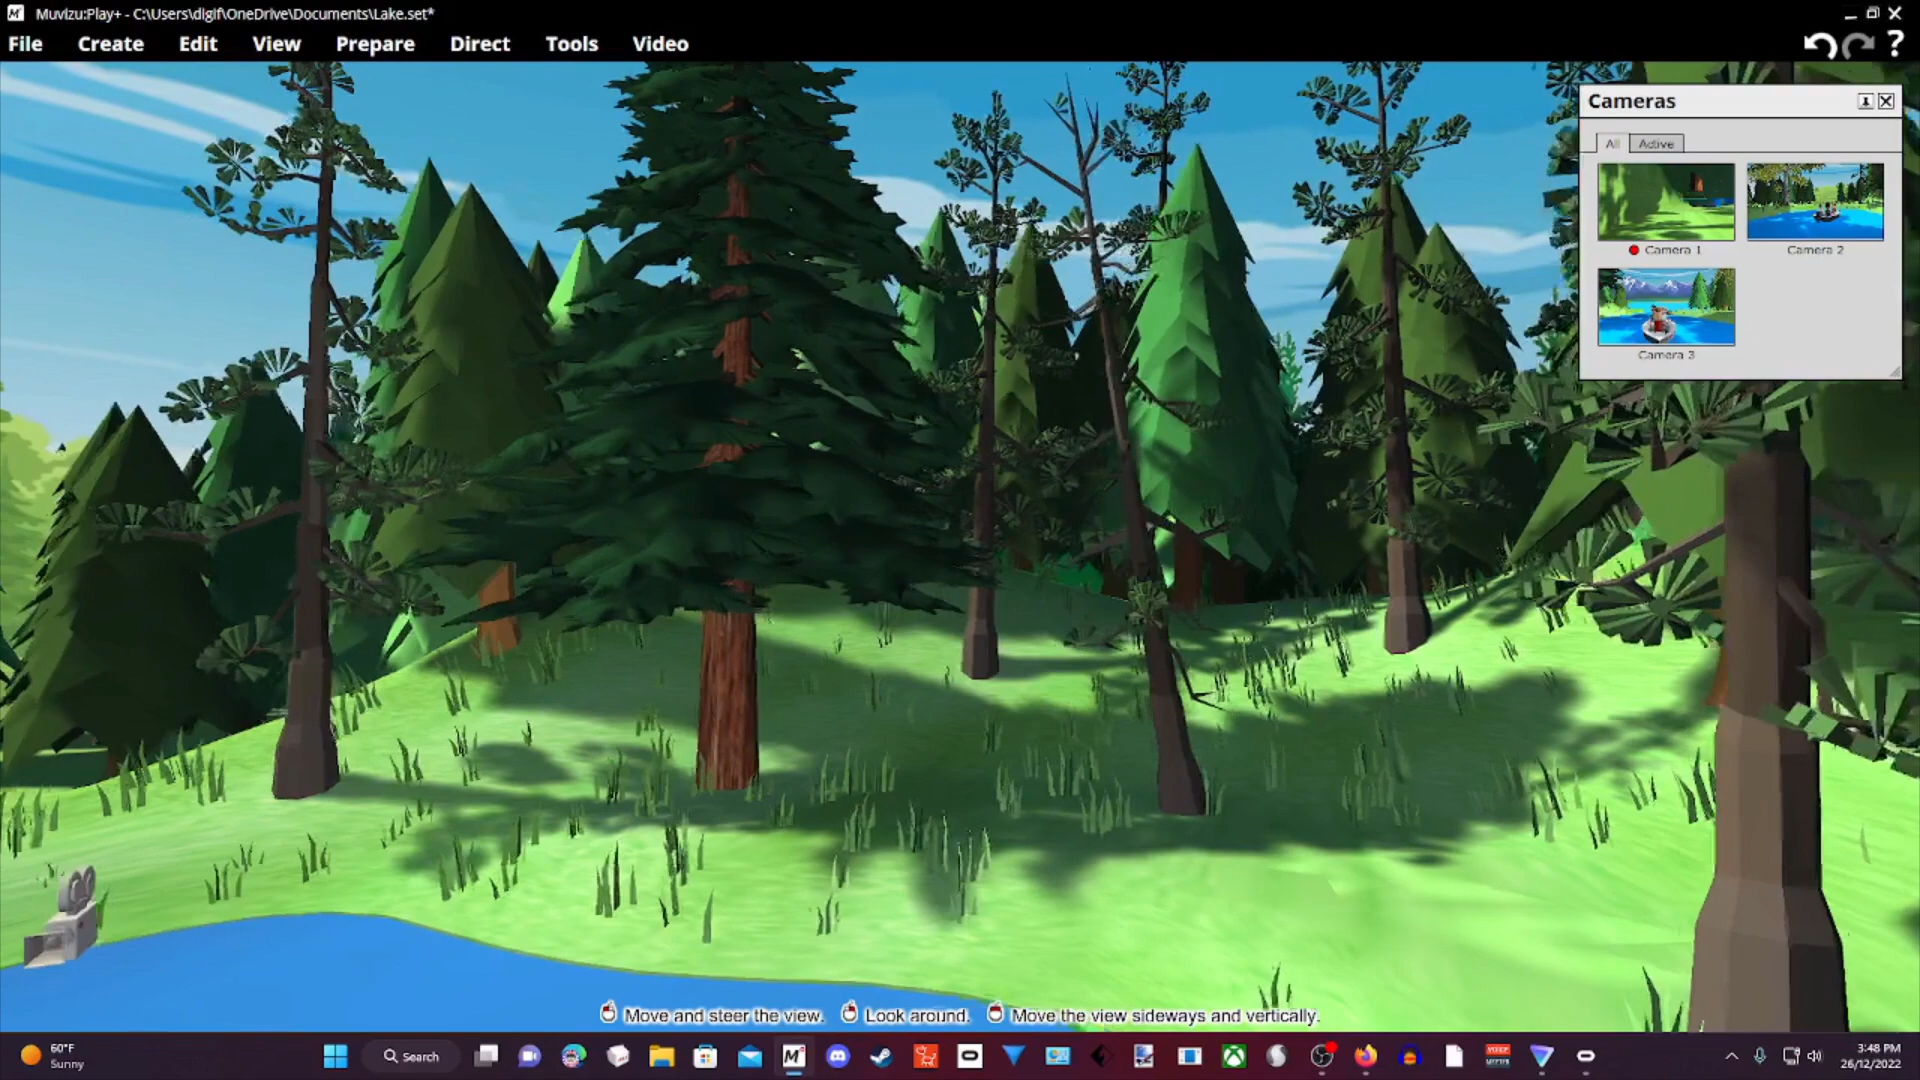 Muvizu:Play+ - C:\Users\digif\OneDrive\Documents\Lake.set*
File Create Edit View Prepare Direct Tools Video ?
Cameras
All Active
Camera 1 Camera 2
Camera 3
Move and steer the view. Look around. Move the view sideways and vertically.
60°F
Sunny
Search
3:48 PM
26/12/2022